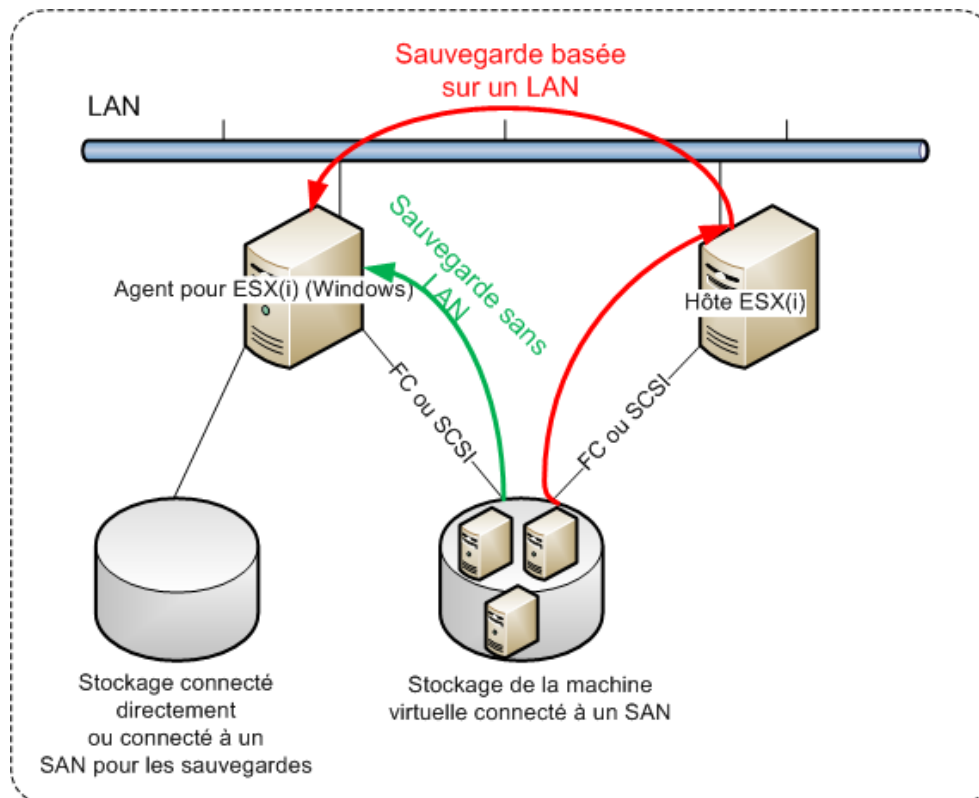 Sauvegarde basée
sur un LAN
LAN
Sauvegarde sans
LAN
Agent pour ESX(i) (Windows)
Hôte ESX(i)
FC ou SCSI
FC ou SCSI
Stockage connecté
directement
ou connecté à un
SAN pour les sauvegardes
Stockage de la machine
virtuelle connecté à un SAN